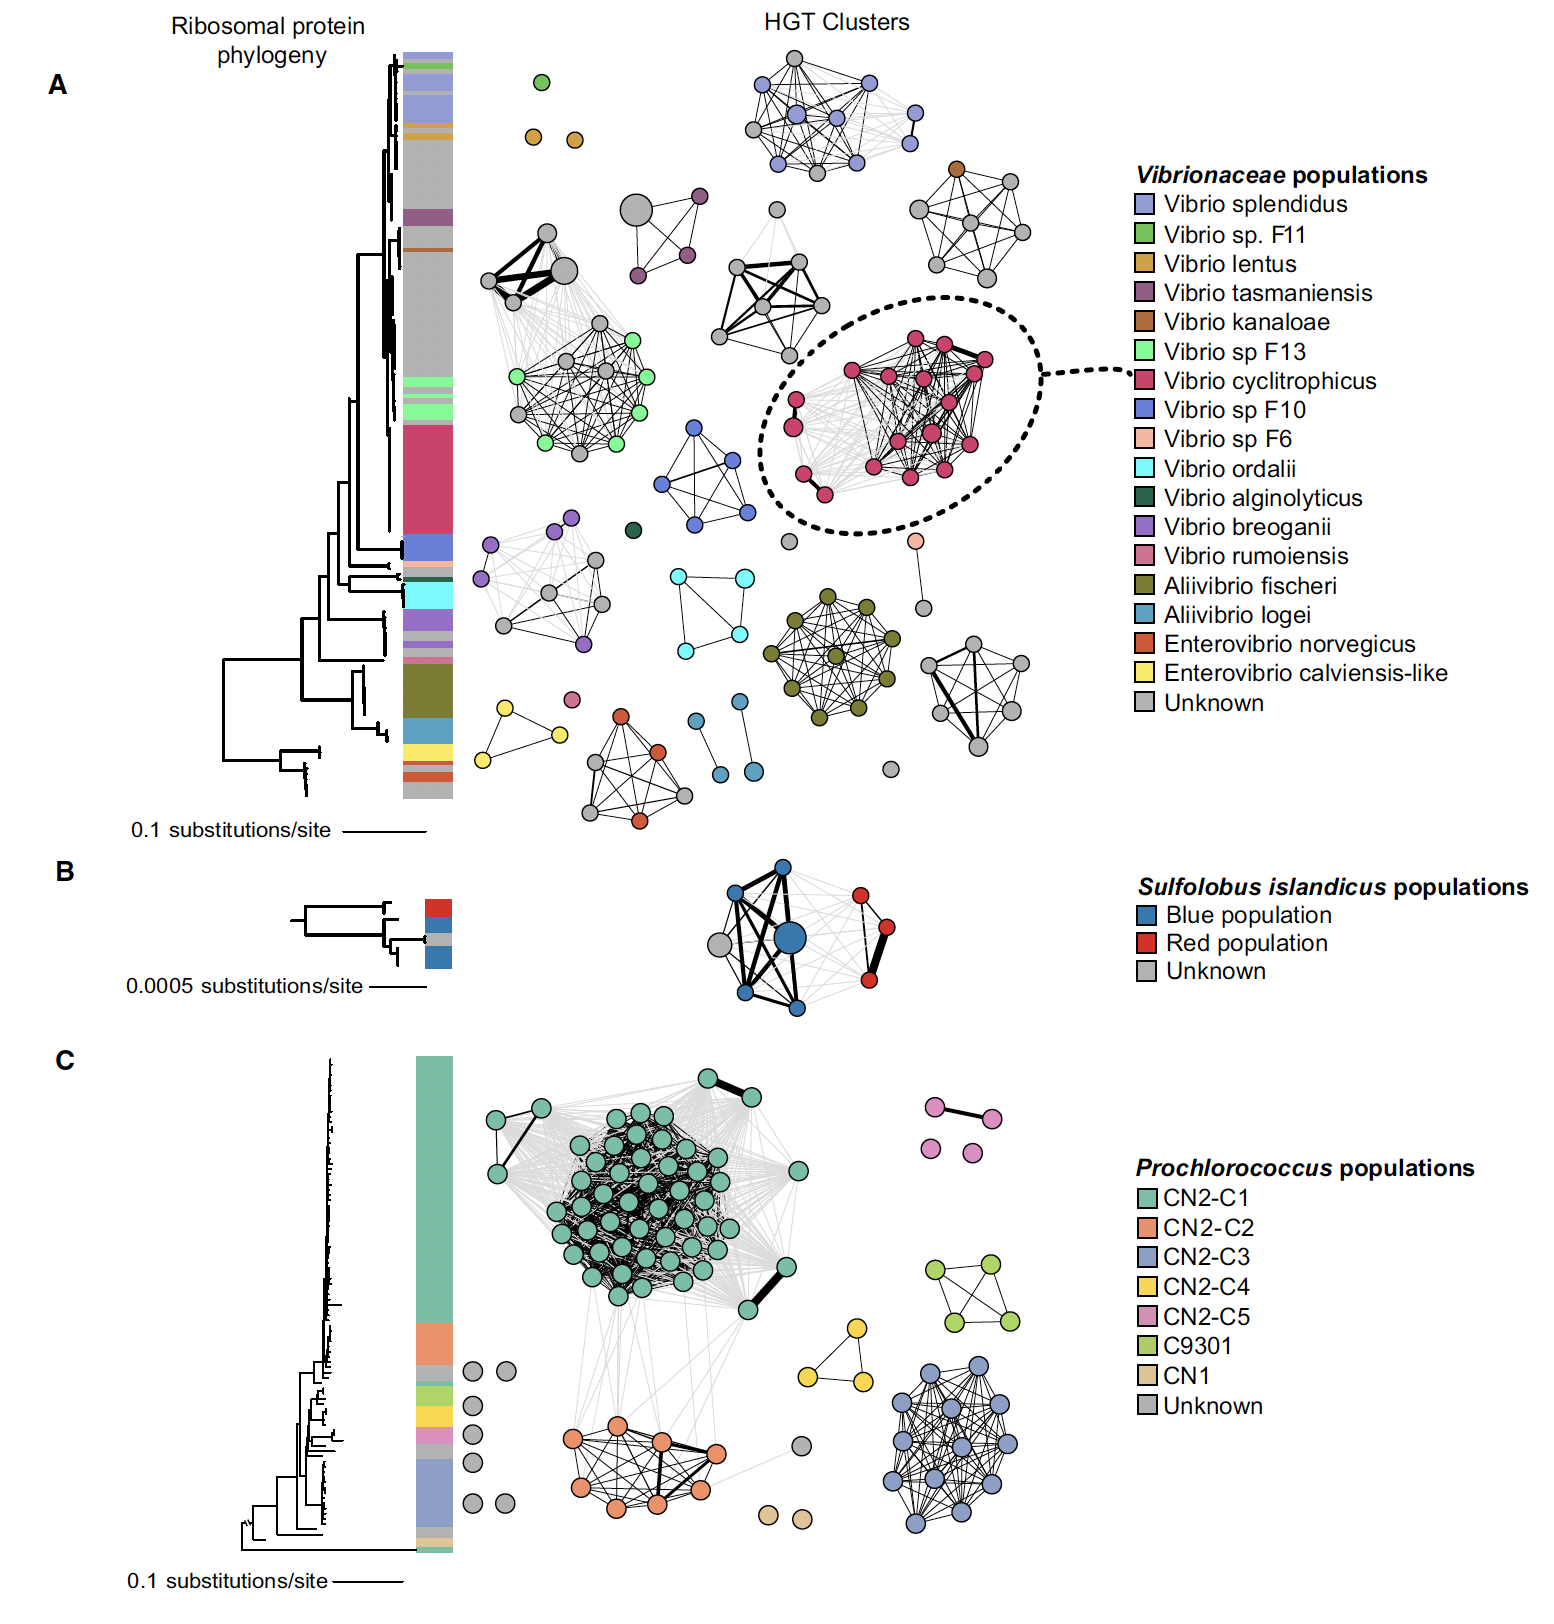 Ribosomal protein
phylogeny
HGT Clusters
A
Vibrionaceae populations
Vibrio splendidus
Vibrio sp. F11
Vibrio lentus
Vibrio tasmaniensis
Vibrio kanaloae
Vibrio sp F13
Vibrio cyclitrophicus
Vibrio sp F10
Vibrio sp F6
Vibrio ordalii
Vibrio alginolyticus
Vibrio breoganii
Vibrio rumoiensis
Aliivibrio fischeri
Aliivibrio logei
Enterovibrio norvegicus
Enterovibrio calviensis-like
Unknown
0.1 substitutions/site
B
Sulfolobus islandicus populations
Blue population
Red population
Unknown
0.0005 substitutions/site
C
Prochlorococcus populations
CN2-C1
CN2-C2
CN2-C3
CN2-C4
CN2-C5
C9301
CN1
Unknown
0.1 substitutions/site